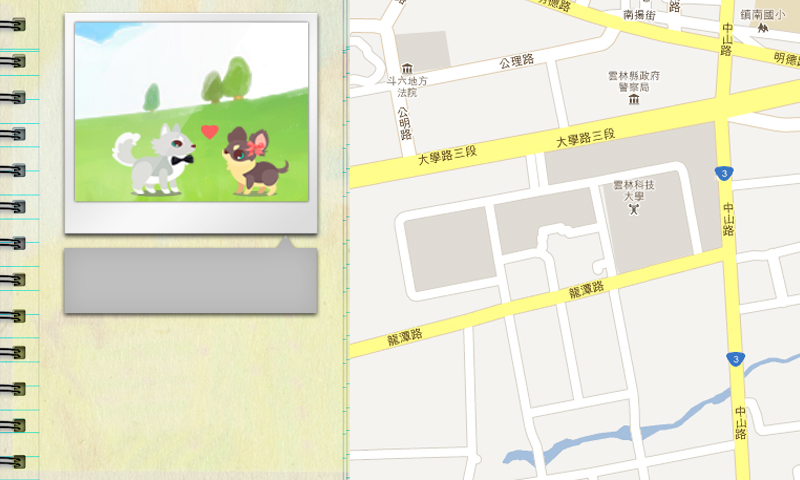 明德路
南揚街
路
鎮南國小
中山路
明德路
公理路
斗六地方
法院
公明路
雲林縣政府
警察局
大學路三段
大學路三段
3
雲林科技
大學
中山路
龍潭路
龍潭路
3
中山路